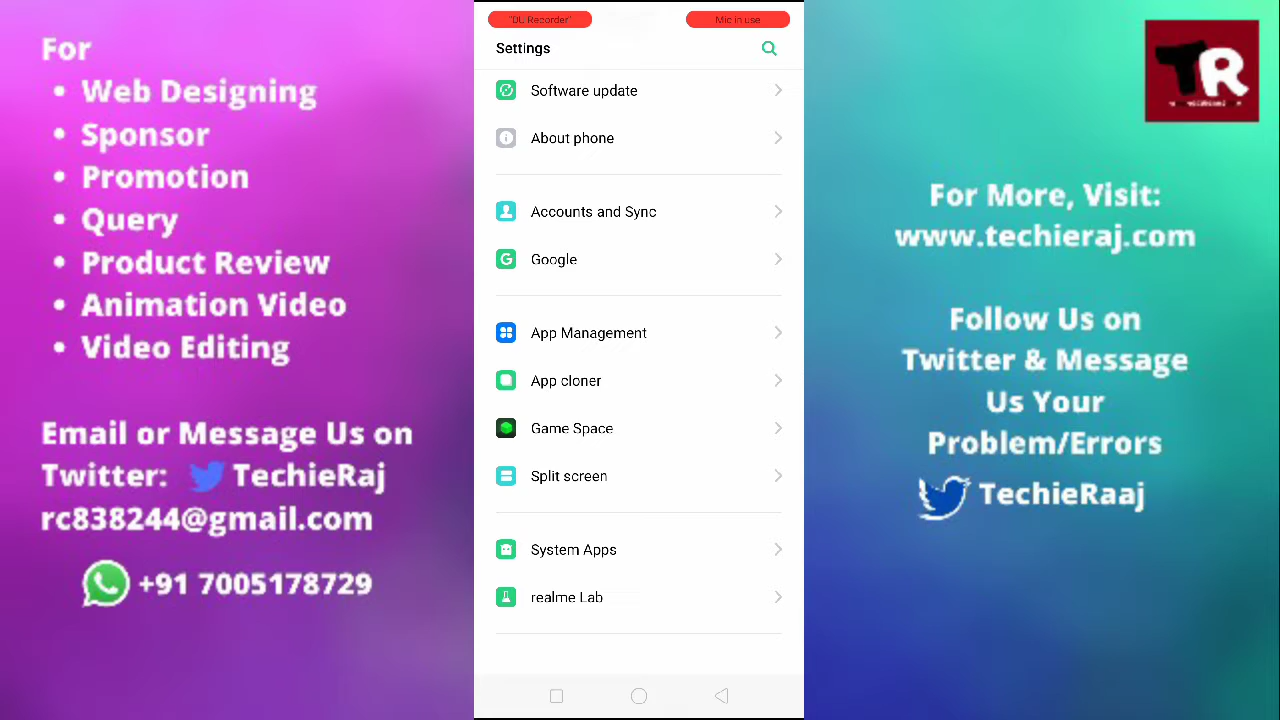 For
• Web Designing
• Sponsor
• Promotion
• Query
• Product Review
• Animation Video
• Video Editing
Email or Message Us on
Twitter: TechieRaj
rc838244@gmail.com
+91 7005178729
"DU Recorder"
Mic in use
Settings
Software update
About phone
Accounts and Sync
Google
App Management
App cloner
Game Space
Split screen
System Apps
realme Lab
TR
For More, Visit:
www.techieraj.com
Follow Us on
Twitter & Message
Us Your
Problem/Errors
TechieRaaj